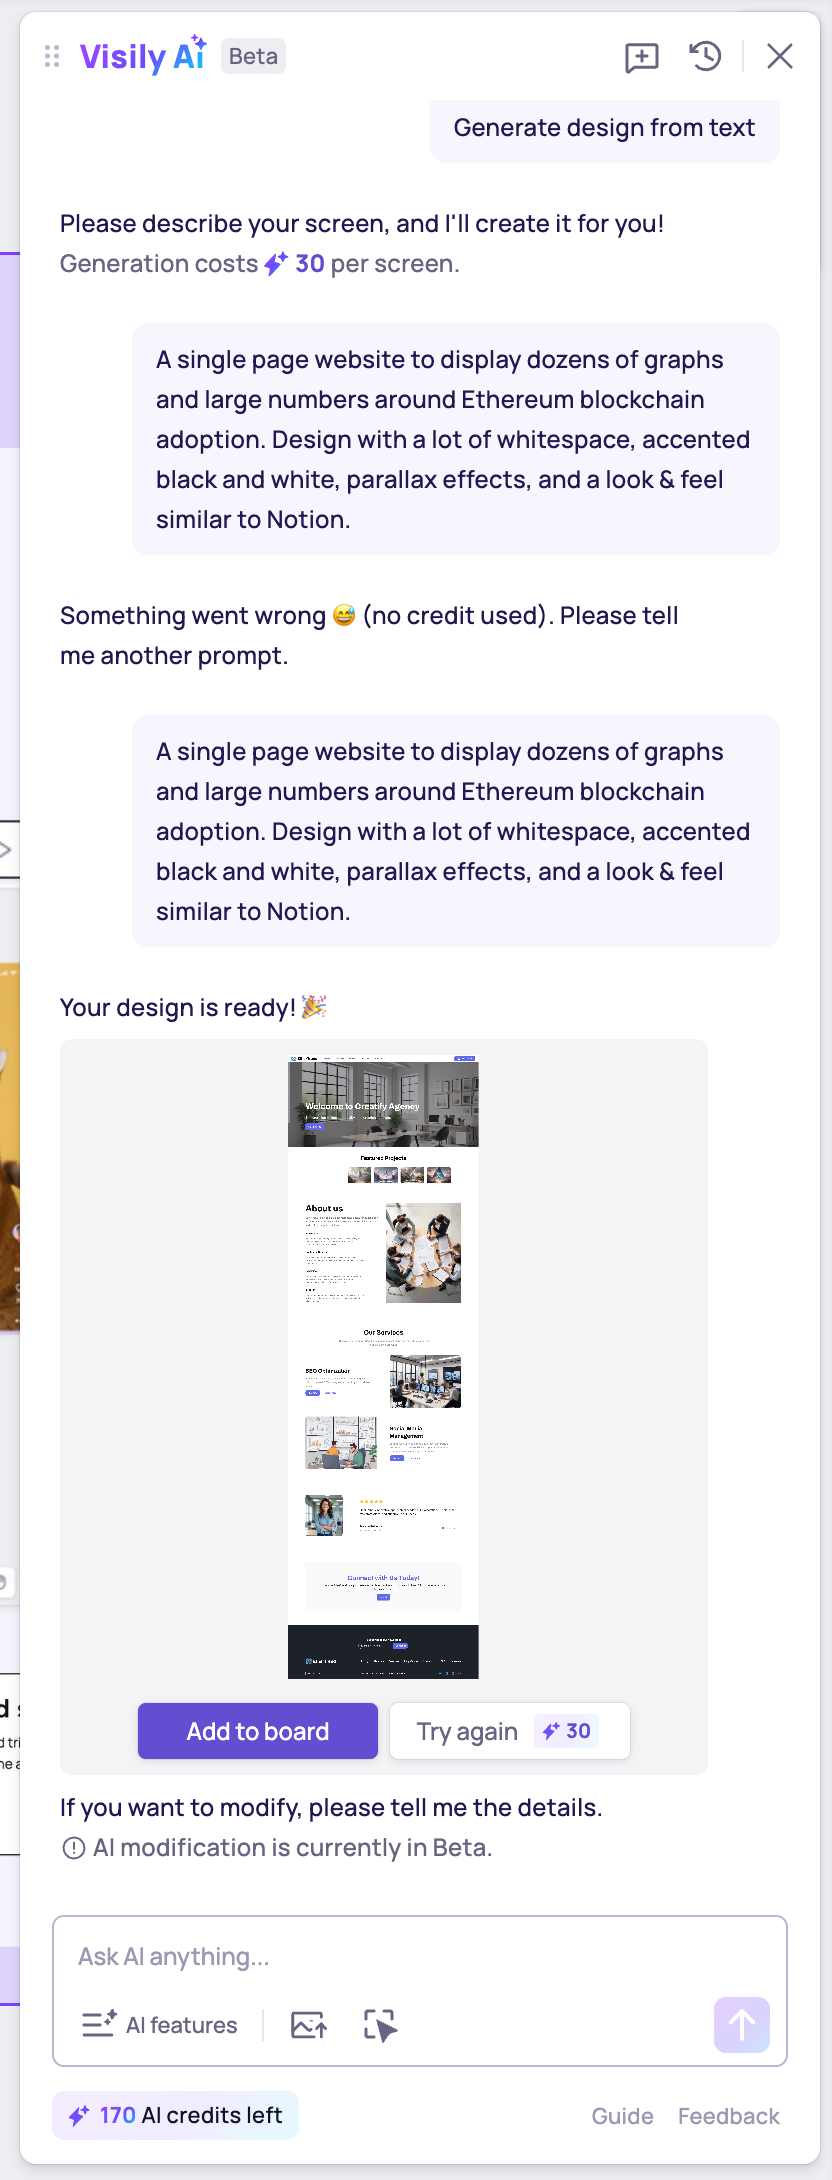 Visily Ai Beta
Generate design from text
Please describe your screen, and I'll create it for you!
Generation costs 30 per screen.
A single page website to display dozens of graphs
and large numbers around Ethereum blockchain
adoption. Design with a lot of whitespace, accented
black and white, parallax effects, and a look & feel
similar to Notion.
Something went wrong 😅 (no credit used). Please tell
me another prompt.
A single page website to display dozens of graphs
and large numbers around Ethereum blockchain
adoption. Design with a lot of whitespace, accented
black and white, parallax effects, and a look & feel
similar to Notion.
Your design is ready! 🎉
Welcome to Creatify Agency
Featured Projects
About us
Our Services
SEO Optimization
Social Media
Management
Connect with Us Today!
Add to board
Try again 30
If you want to modify, please tell me the details.
AI modification is currently in Beta.
Ask AI anything...
AI features
170 AI credits left
Guide Feedback